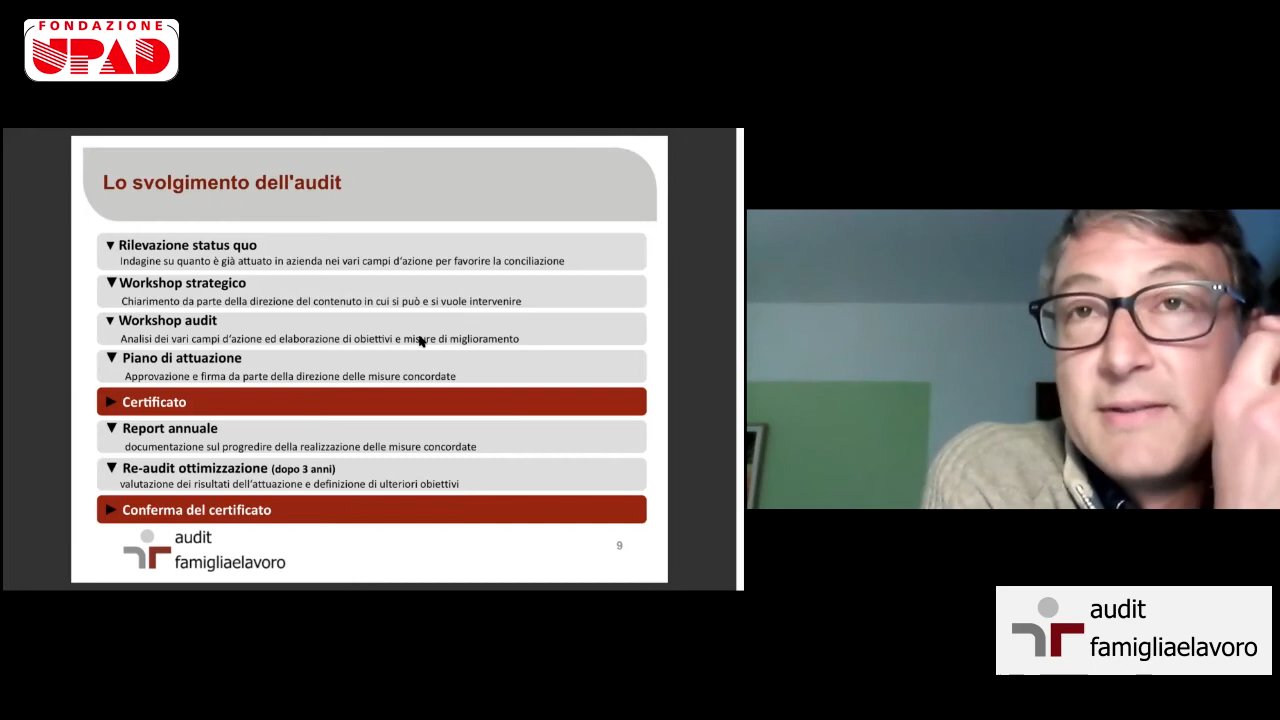 FONDAZIONE
UPAD
Lo svolgimento dell'audit
▼ Rilevazione status quo
Indagine su quanto è già attuato in azienda nei vari campi d'azione per favorire la conciliazione
▼ Workshop strategico
Chiarimento da parte della direzione del contenuto in cui si può e si vuole intervenire
▼ Workshop audit
Analisi dei vari campi d'azione ed elaborazione di obiettivi e misure di miglioramento
▼ Piano di attuazione
Approvazione e firma da parte della direzione delle misure concordate
► Certificato
▼ Report annuale
documentazione sul progredire della realizzazione delle misure concordate
▼ Re-audit ottimizzazione (dopo 3 anni)
valutazione dei risultati dell'attuazione e definizione di ulteriori obiettivi
► Conferma del certificato
audit
famigliaelavoro
9
audit
famigliaelavoro